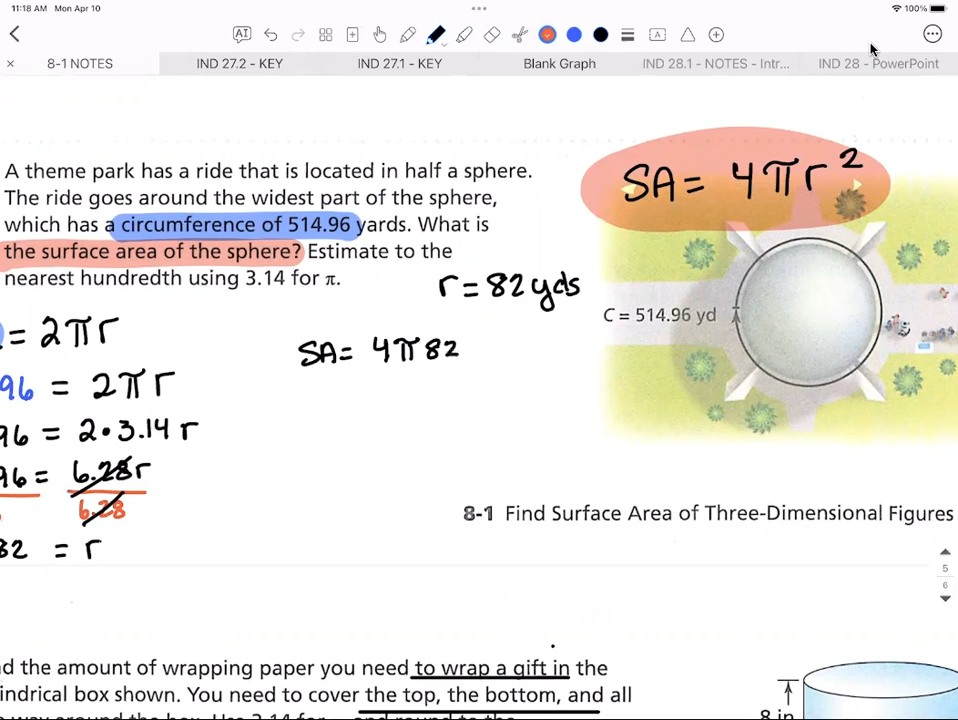 11:18 AM Mon Apr 10
100%
AI
A
8-1 NOTES
IND 27.2 - KEY
IND 27.1 - KEY
Blank Graph
IND 28.1 - NOTES - Intr...
IND 28 - PowerPoint
A theme park has a ride that is located in half a sphere.
The ride goes around the widest part of the sphere,
which has a circumference of 514.96 yards. What is
the surface area of the sphere? Estimate to the
nearest hundredth using 3.14 for π.
SA = 4πr²
r = 82 yds
C = 514.96 yd
= 2πr
SA = 4π82
96 = 2πr
96 = 2•3.14 r
96 = 6.28r
6.28
82 = r
8-1 Find Surface Area of Three-Dimensional Figures
5
6
nd the amount of wrapping paper you need to wrap a gift in the
indrical box shown. You need to cover the top, the bottom, and all
8 in